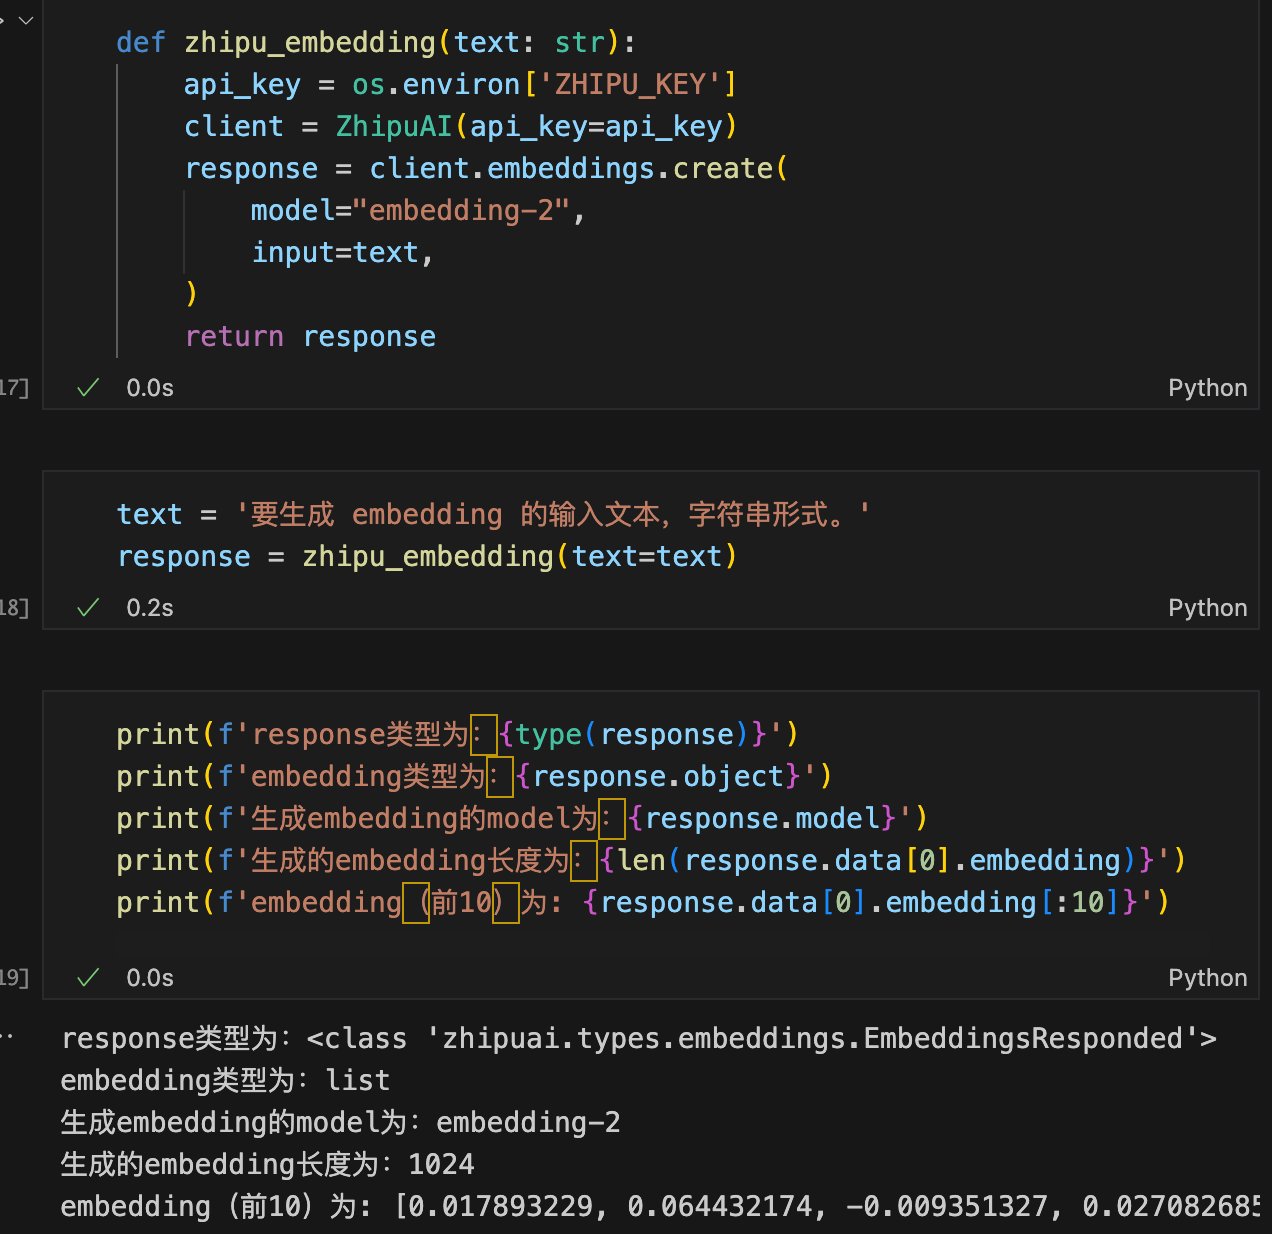 def zhipu_embedding(text: str):
    api_key = os.environ['ZHIPU_KEY']
    client = ZhipuAI(api_key=api_key)
    response = client.embeddings.create(
        model="embedding-2",
        input=text,
    )
    return response
17]
0.0s
Python
text = '要生成 embedding 的输入文本，字符串形式。'
response = zhipu_embedding(text=text)
18]
0.2s
Python
print(f'response类型为：{type(response)}')
print(f'embedding类型为：{response.object}')
print(f'生成embedding的model为：{response.model}')
print(f'生成的embedding长度为：{len(response.data[0].embedding)}')
print(f'embedding（前10）为: {response.data[0].embedding[:10]}')
19]
0.0s
Python
response类型为：<class 'zhipuai.types.embeddings.EmbeddingsResponded'>
embedding类型为：list
生成embedding的model为：embedding-2
生成的embedding长度为：1024
embedding（前10）为: [0.017893229, 0.064432174, -0.009351327, 0.027082685